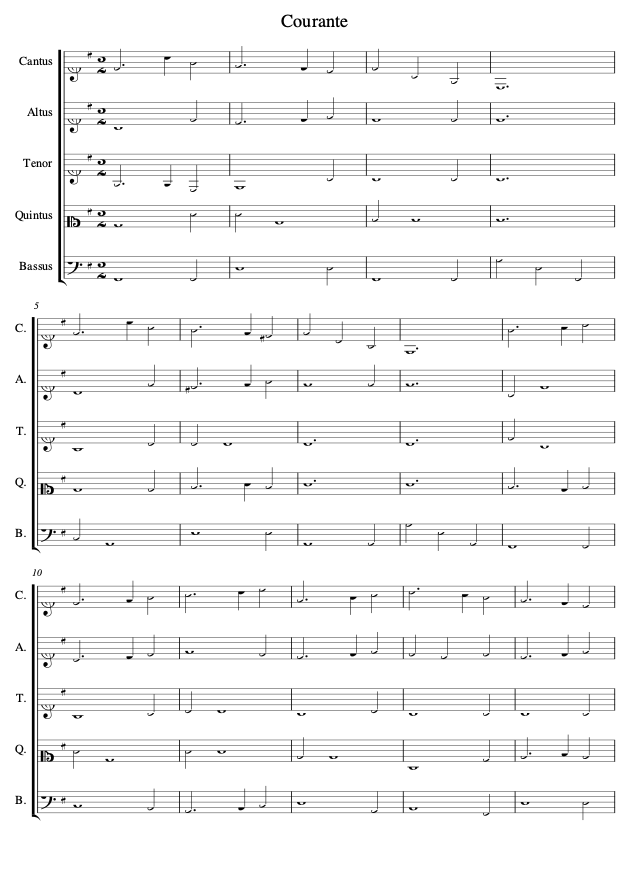 Courante
Cantus
Altus
Tenor
Quintus
Bassus
5
C.
A.
T.
Q.
B.
10
C.
A.
T.
Q.
B.